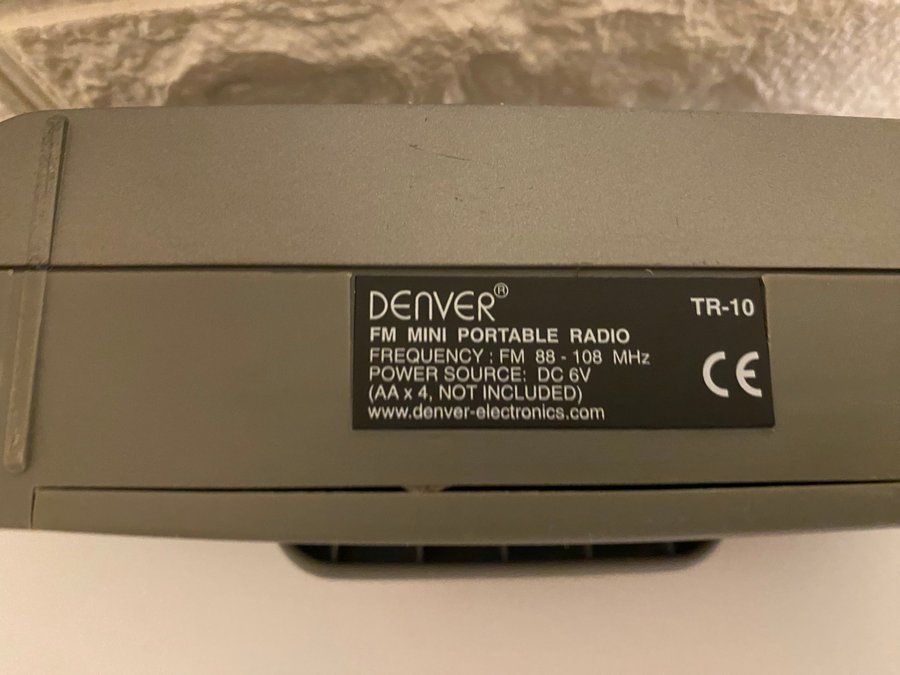 DENVER® TR-10
FM MINI PORTABLE RADIO
FREQUENCY : FM 88 - 108 MHz
POWER SOURCE: DC 6V
(AA x 4, NOT INCLUDED)
www.denver-electronics.com
CE